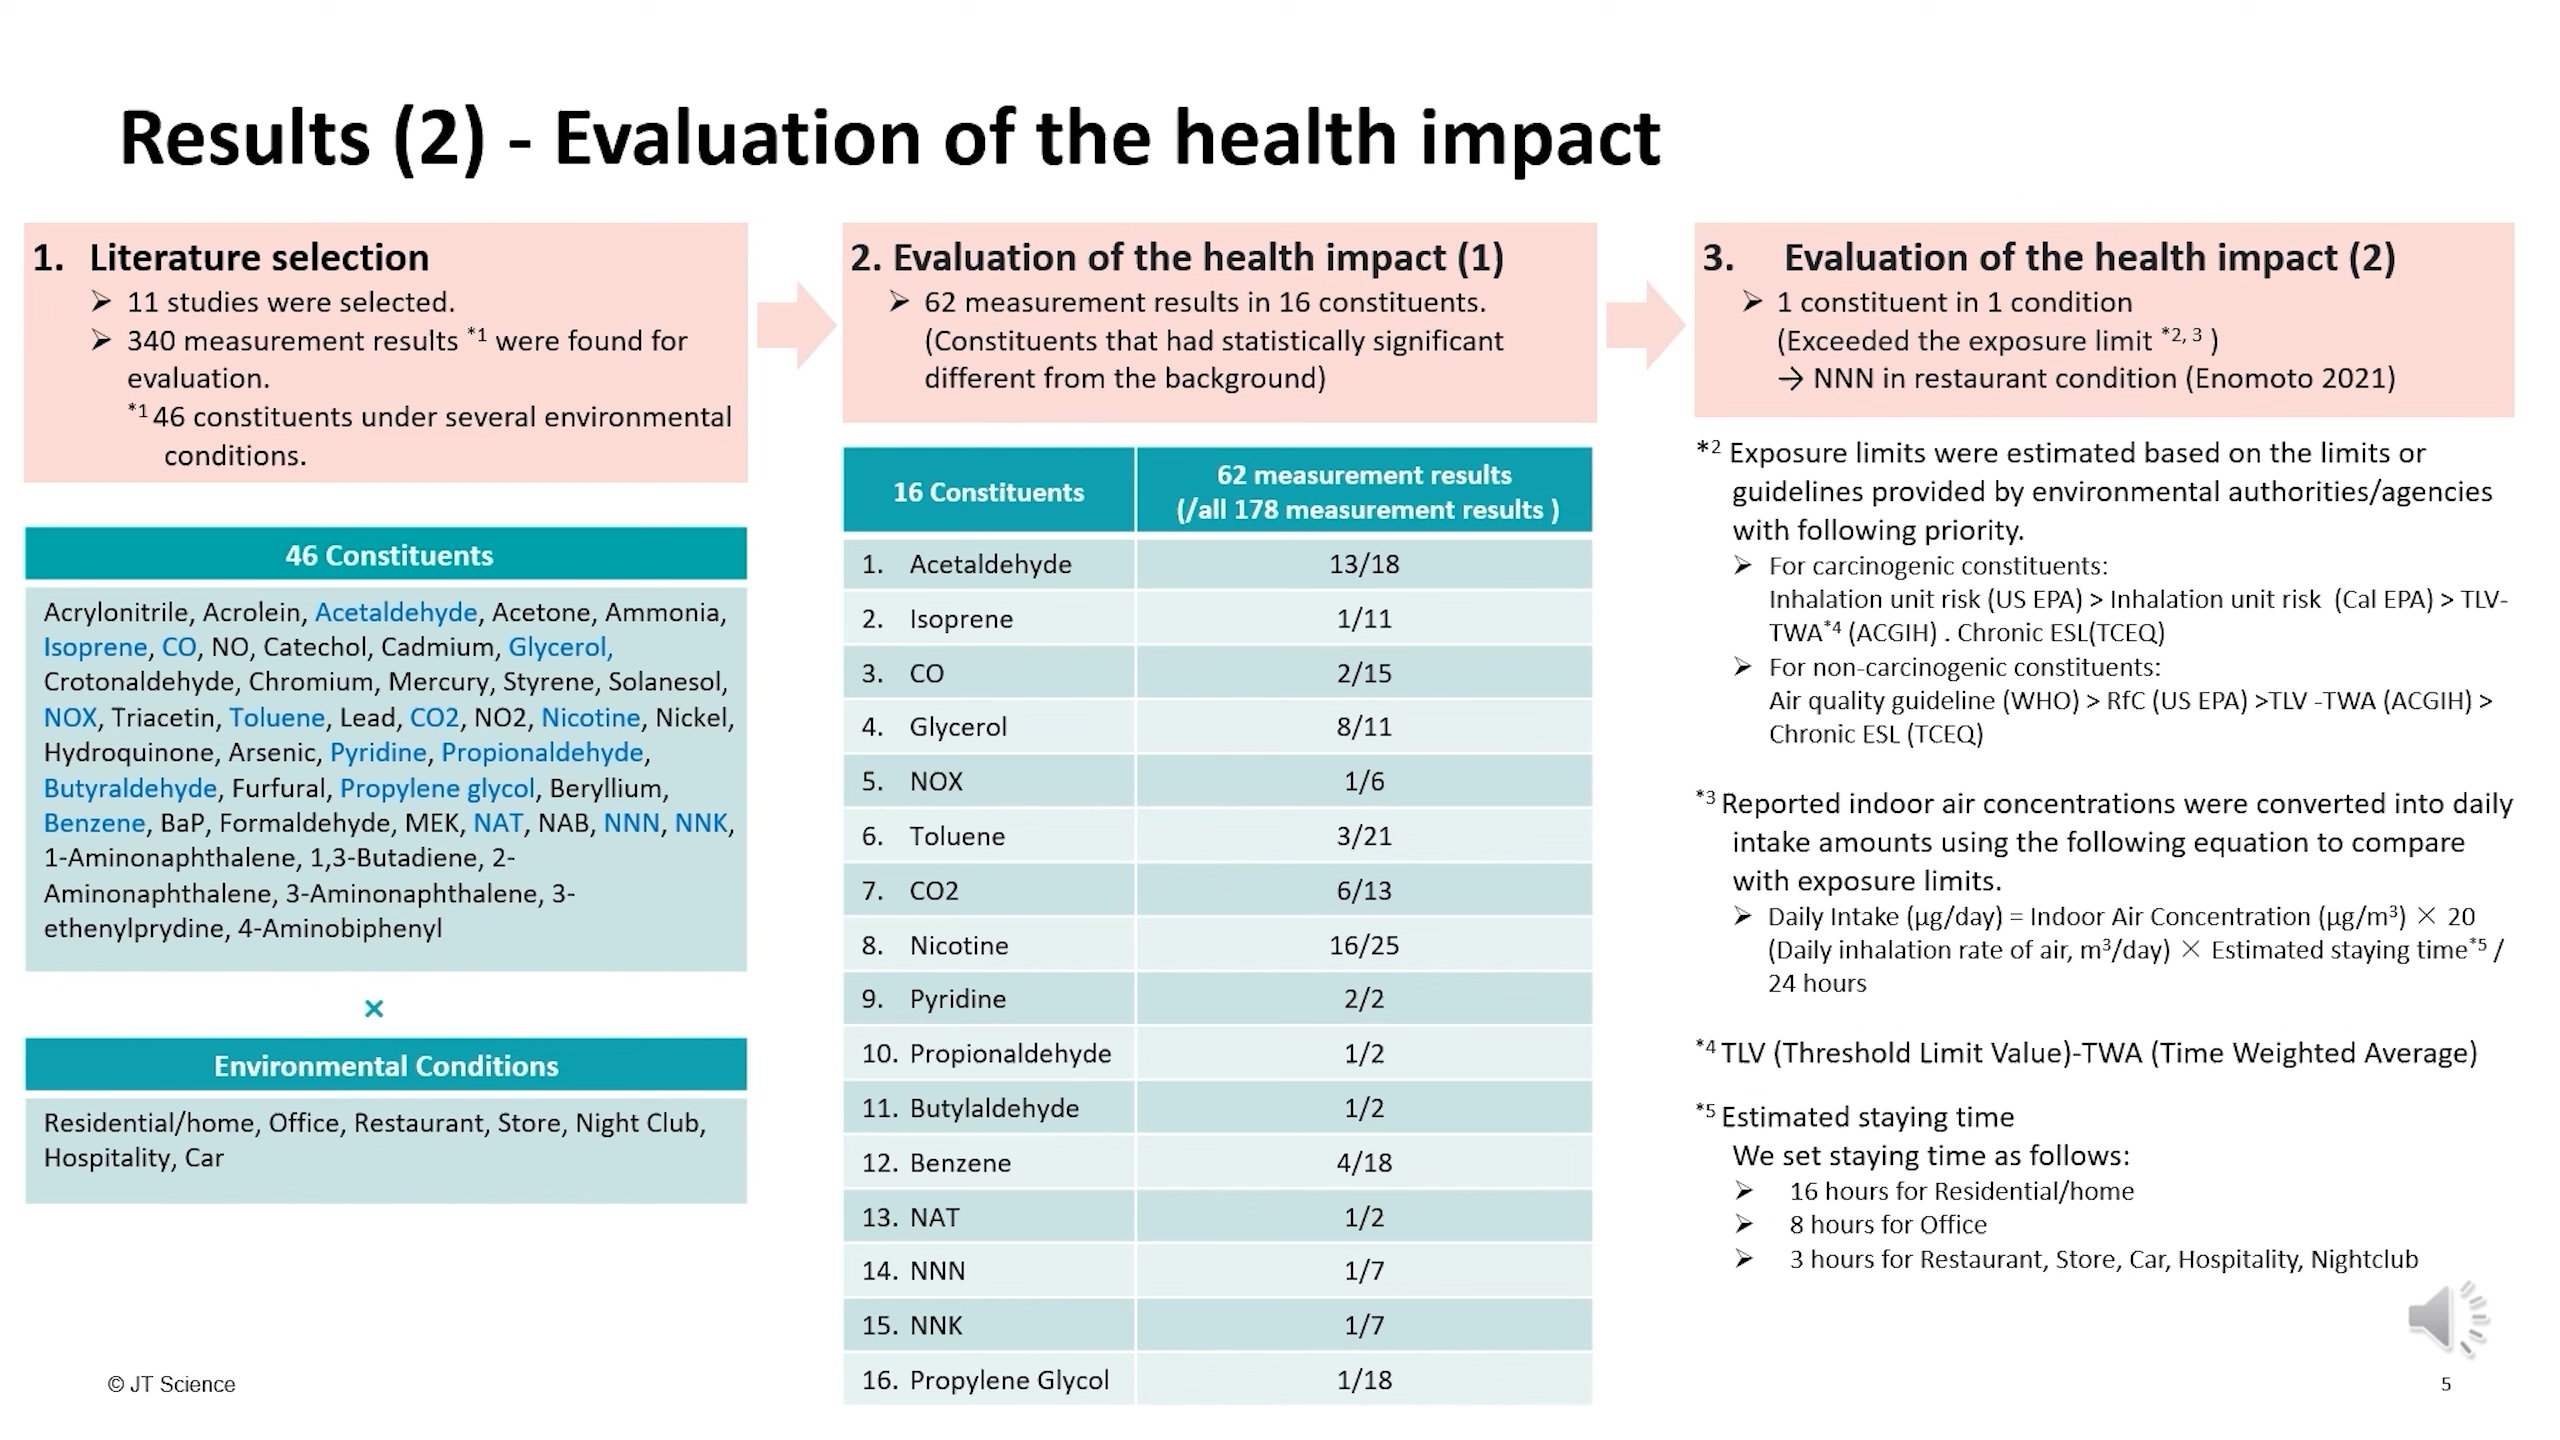 Results (2) - Evaluation of the health impact
1. Literature selection
➢ 11 studies were selected.
➢ 340 measurement results *1 were found for
evaluation.
*1 46 constituents under several environmental
conditions.
46 Constituents
Acrylonitrile, Acrolein, Acetaldehyde, Acetone, Ammonia,
Isoprene, CO, NO, Catechol, Cadmium, Glycerol,
Crotonaldehyde, Chromium, Mercury, Styrene, Solanesol,
NOX, Triacetin, Toluene, Lead, CO2, NO2, Nicotine, Nickel,
Hydroquinone, Arsenic, Pyridine, Propionaldehyde,
Butyraldehyde, Furfural, Propylene glycol, Beryllium,
Benzene, BaP, Formaldehyde, MEK, NAT, NAB, NNN, NNK,
1-Aminonaphthalene, 1,3-Butadiene, 2-
Aminonaphthalene, 3-Aminonaphthalene, 3-
ethenylprydine, 4-Aminobiphenyl
×
Environmental Conditions
Residential/home, Office, Restaurant, Store, Night Club,
Hospitality, Car
2. Evaluation of the health impact (1)
➢ 62 measurement results in 16 constituents.
(Constituents that had statistically significant
different from the background)
16 Constituents
62 measurement results
(/all 178 measurement results )
1. Acetaldehyde 13/18
2. Isoprene 1/11
3. CO 2/15
4. Glycerol 8/11
5. NOX 1/6
6. Toluene 3/21
7. CO2 6/13
8. Nicotine 16/25
9. Pyridine 2/2
10. Propionaldehyde 1/2
11. Butylaldehyde 1/2
12. Benzene 4/18
13. NAT 1/2
14. NNN 1/7
15. NNK 1/7
16. Propylene Glycol 1/18
3. Evaluation of the health impact (2)
➢ 1 constituent in 1 condition
(Exceeded the exposure limit *2, 3 )
→ NNN in restaurant condition (Enomoto 2021)
*2 Exposure limits were estimated based on the limits or
guidelines provided by environmental authorities/agencies
with following priority.
➢ For carcinogenic constituents:
Inhalation unit risk (US EPA) > Inhalation unit risk (Cal EPA) > TLV-
TWA*4 (ACGIH) . Chronic ESL(TCEQ)
➢ For non-carcinogenic constituents:
Air quality guideline (WHO) > RfC (US EPA) >TLV -TWA (ACGIH) >
Chronic ESL (TCEQ)
*3 Reported indoor air concentrations were converted into daily
intake amounts using the following equation to compare
with exposure limits.
➢ Daily Intake (μg/day) = Indoor Air Concentration (μg/m³) × 20
(Daily inhalation rate of air, m³/day) × Estimated staying time*5 /
24 hours
*4 TLV (Threshold Limit Value)-TWA (Time Weighted Average)
*5 Estimated staying time
We set staying time as follows:
➢ 16 hours for Residential/home
➢ 8 hours for Office
➢ 3 hours for Restaurant, Store, Car, Hospitality, Nightclub
© JT Science
5